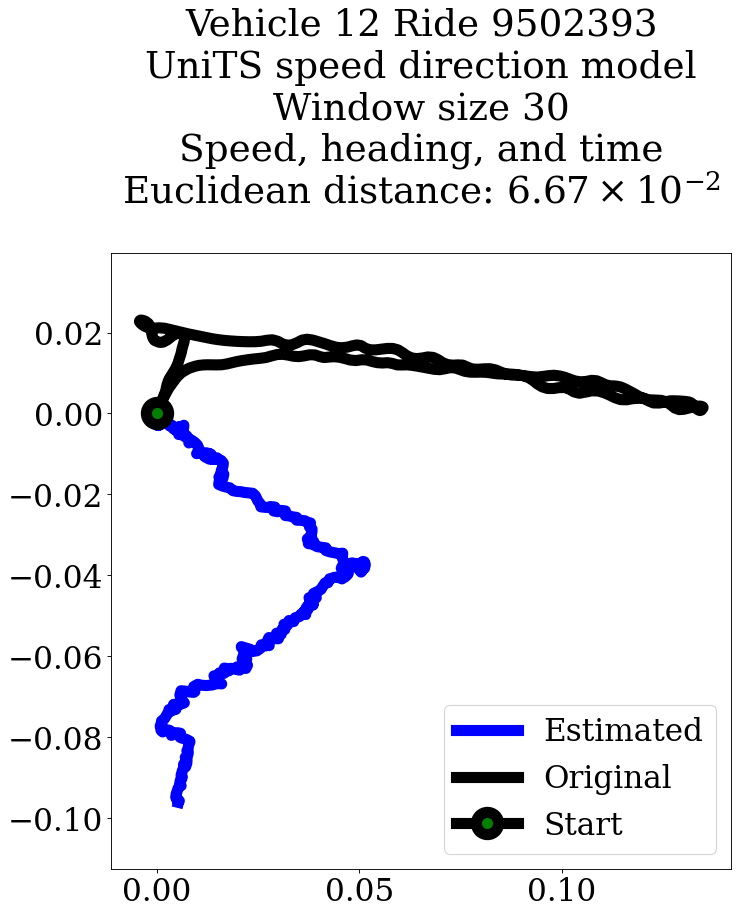 Vehicle 12 Ride 9502393
UniTS speed direction model
Window size 30
Speed, heading, and time
Euclidean distance: 6.67 × 10⁻²
0.02
0.00
−0.02
−0.04
−0.06
−0.08
−0.10
0.00 0.05 0.10
Estimated
Original
Start